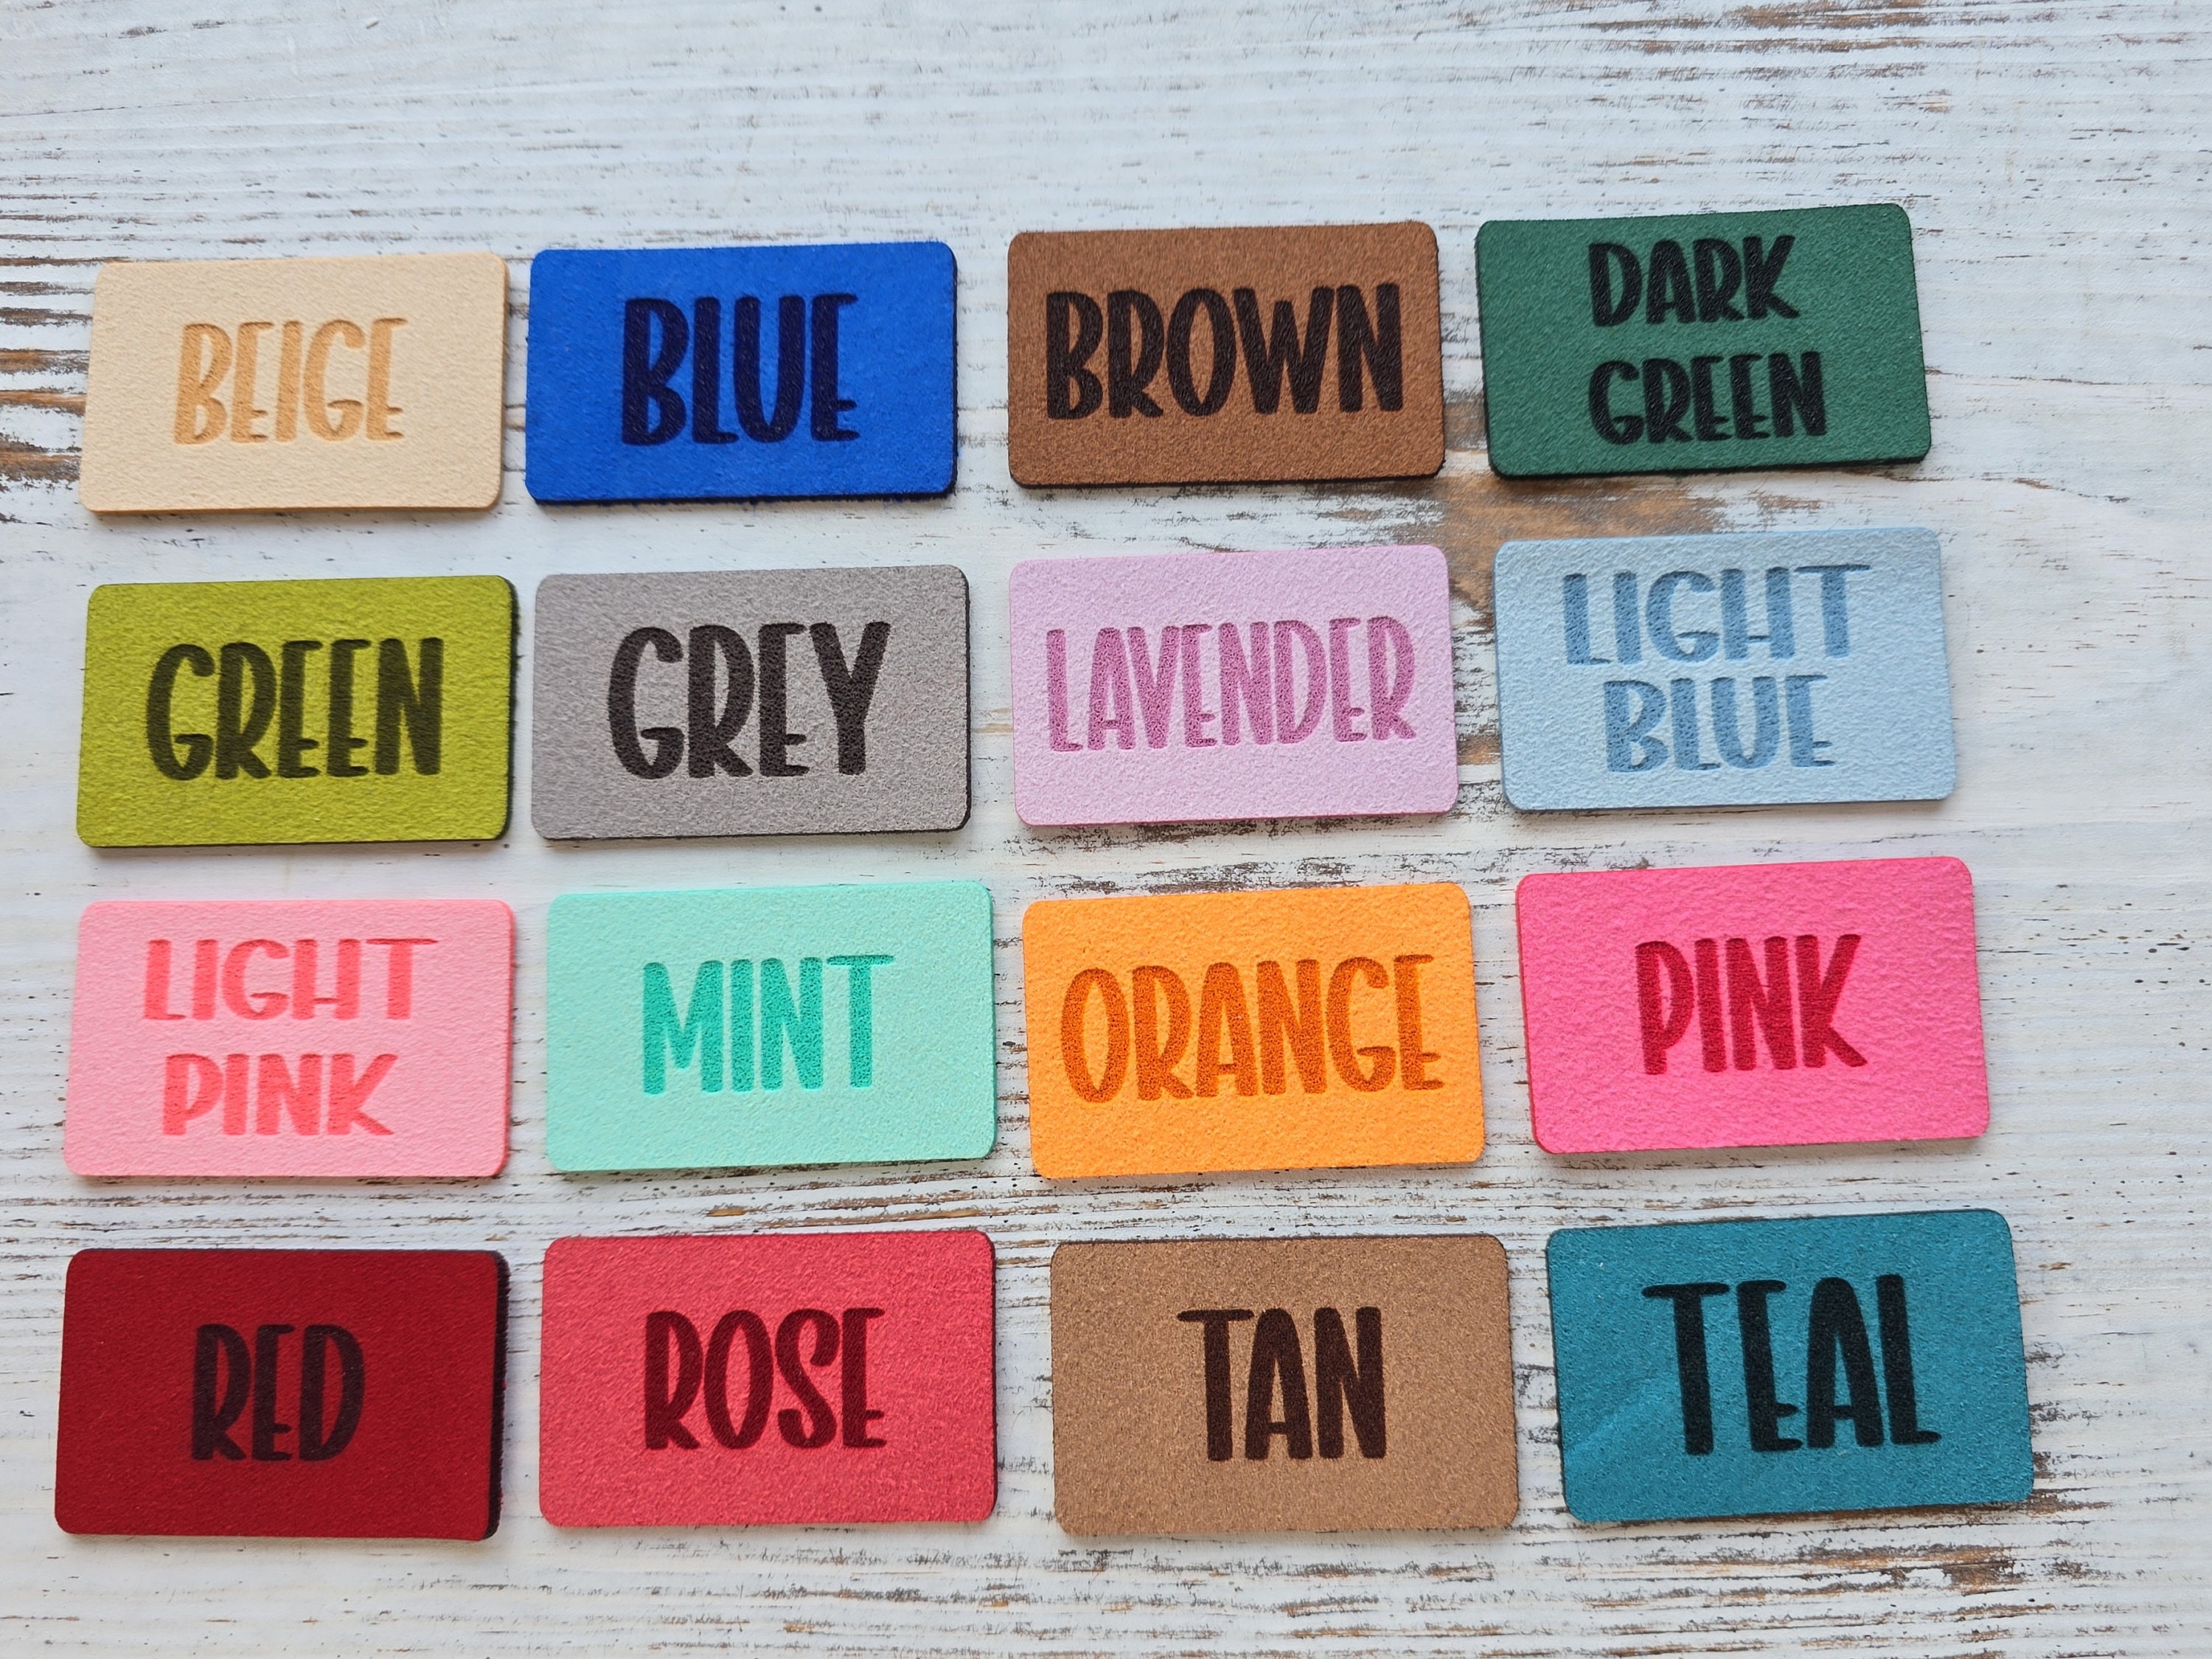 BEIGE
BLUE
BROWN
DARK
GREEN
GREEN
GREY
LAVENDER
LIGHT
BLUE
LIGHT
PINK
MINT
ORANGE
PINK
RED
ROSE
TAN
TEAL